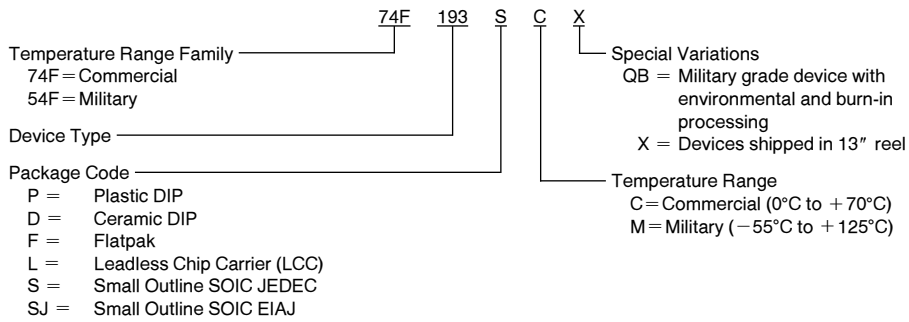 74F 193 S C X
Temperature Range Family
74F = Commercial
54F = Military
Device Type
Package Code
P = Plastic DIP
D = Ceramic DIP
F = Flatpak
L = Leadless Chip Carrier (LCC)
S = Small Outline SOIC JEDEC
SJ = Small Outline SOIC EIAJ
Special Variations
QB = Military grade device with
environmental and burn-in
processing
X = Devices shipped in 13″ reel
Temperature Range
C = Commercial (0°C to +70°C)
M = Military (−55°C to +125°C)